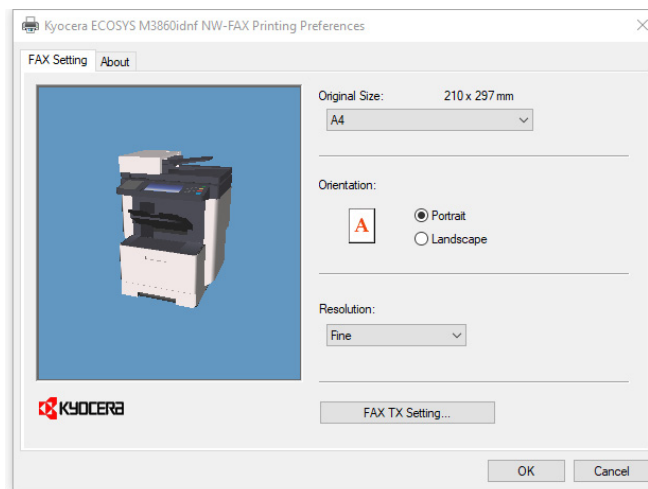 Kyocera ECOSYS M3860idnf NW-FAX Printing Preferences
FAX Setting About
Original Size: 210 x 297 mm
A4
Orientation:
A
Portrait
Landscape
Resolution:
Fine
KYOCERA
FAX TX Setting...
OK Cancel